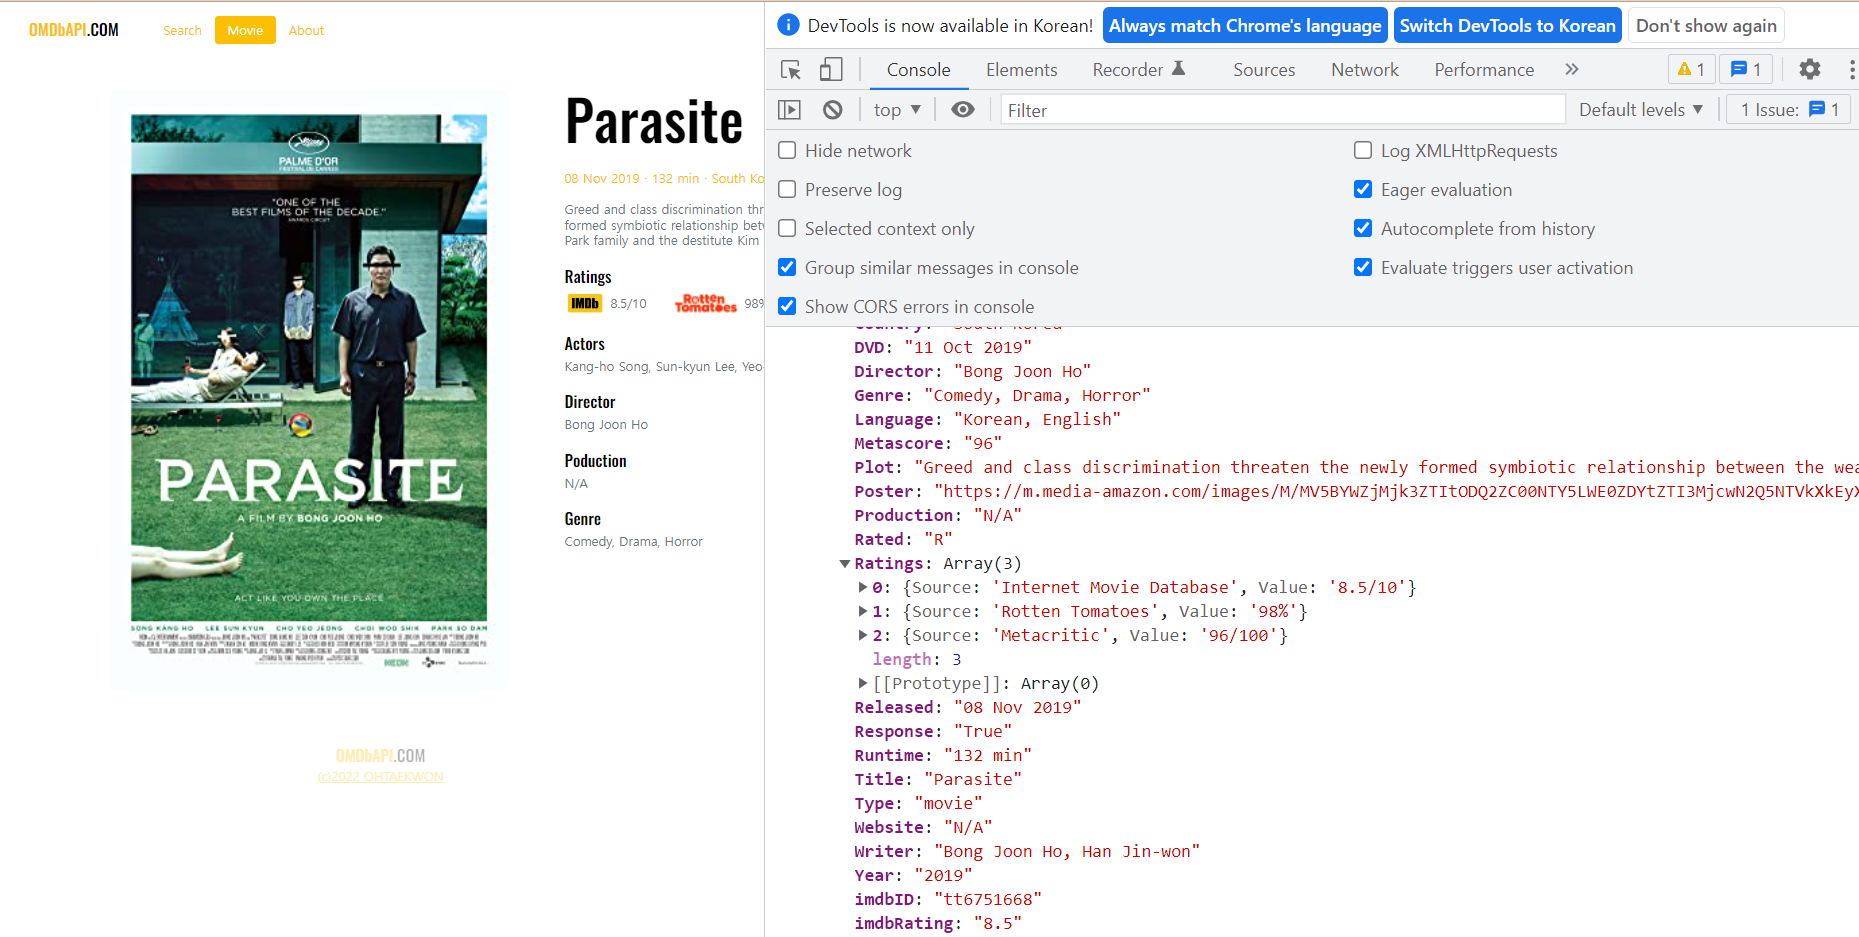 OMDbAPI.COM
Search
Movie
About
PALME D'OR
FESTIVAL DE CANNES
"ONE OF THE
BEST FILMS OF THE DECADE."
PARASITE
A FILM BY BONG JOON HO
ACT LIKE YOU OWN THE PLACE
SONG KANG HO LEE SUN KYUN CHO YEO JEONG CHOI WOO SHIK PARK SO DAM
NEON
Parasite
08 Nov 2019 · 132 min · South Ko
Greed and class discrimination thr
formed symbiotic relationship betw
Park family and the destitute Kim
Ratings
IMDb 8.5/10 Rotten Tomatoes 98%
Actors
Kang-ho Song, Sun-kyun Lee, Yeo-
Director
Bong Joon Ho
Poduction
N/A
Genre
Comedy, Drama, Horror
OMDbAPI.COM
(c)2022 OHTAEKWON
DevTools is now available in Korean!
Always match Chrome's language
Switch DevTools to Korean
Don't show again
Console
Elements
Recorder
Sources
Network
Performance
1
1
top
Filter
Default levels
1 Issue: 1
Hide network
Log XMLHttpRequests
Preserve log
Eager evaluation
Selected context only
Autocomplete from history
Group similar messages in console
Evaluate triggers user activation
Show CORS errors in console
Country: "South Korea"
DVD: "11 Oct 2019"
Director: "Bong Joon Ho"
Genre: "Comedy, Drama, Horror"
Language: "Korean, English"
Metascore: "96"
Plot: "Greed and class discrimination threaten the newly formed symbiotic relationship between the wea
Poster: "https://m.media-amazon.com/images/M/MV5BYWZjMjk3ZTItODQ2ZC00NTY5LWE0ZDYtZTI3MjcwN2Q5NTVkXkEyX
Production: "N/A"
Rated: "R"
Ratings: Array(3)
0: {Source: 'Internet Movie Database', Value: '8.5/10'}
1: {Source: 'Rotten Tomatoes', Value: '98%'}
2: {Source: 'Metacritic', Value: '96/100'}
length: 3
[[Prototype]]: Array(0)
Released: "08 Nov 2019"
Response: "True"
Runtime: "132 min"
Title: "Parasite"
Type: "movie"
Website: "N/A"
Writer: "Bong Joon Ho, Han Jin-won"
Year: "2019"
imdbID: "tt6751668"
imdbRating: "8.5"